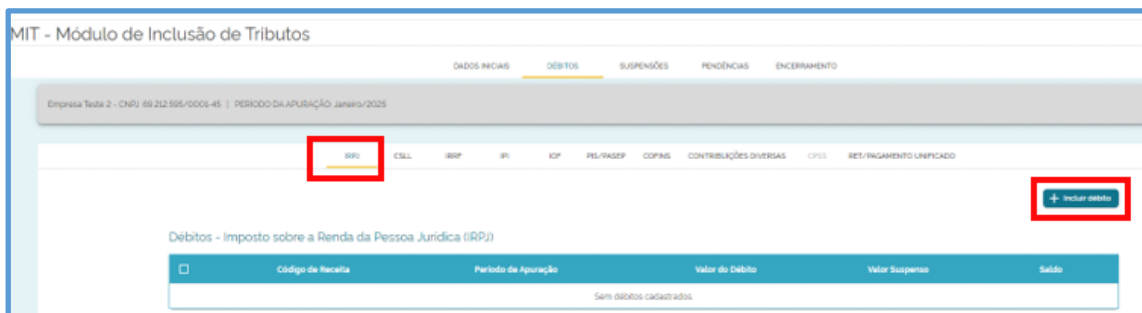 MIT - Módulo de Inclusão de Tributos
DADOS INICIAIS DÉBITOS SUSPENSÕES PENDÊNCIAS ENCERRAMENTO
Empresa Teste 2 - CNPJ: 69.212.595/0001-45 | PERÍODO DA APURAÇÃO: Janeiro/2025
IRPJ CSLL IRRF IPI IOF PIS/PASEP COFINS CONTRIBUIÇÕES DIVERSAS CPSS RET/PAGAMENTO UNIFICADO
+ Incluir débito
Débitos - Imposto sobre a Renda da Pessoa Jurídica (IRPJ)
Código de Receita Período de Apuração Valor do Débito Valor Suspenso Saldo
Sem débitos cadastrados.